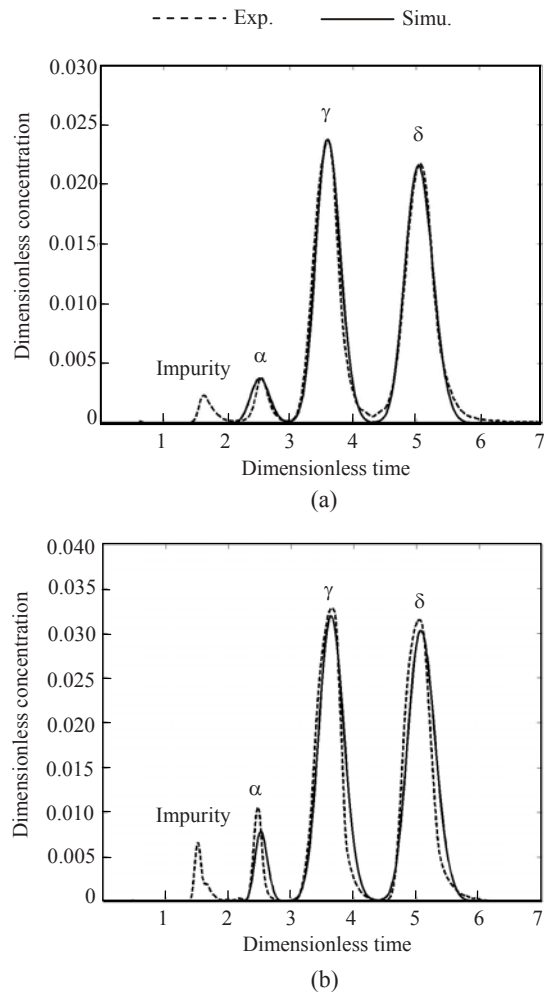 Exp. Simu.
0.030
0.025
0.020
0.015
0.010
0.005
0
Dimensionless concentration
Impurity
α
γ
δ
1 2 3 4 5 6 7
Dimensionless time
(a)
0.040
0.035
0.030
0.025
0.020
0.015
0.010
0.005
0
Dimensionless concentration
Impurity
α
γ
δ
1 2 3 4 5 6 7
Dimensionless time
(b)